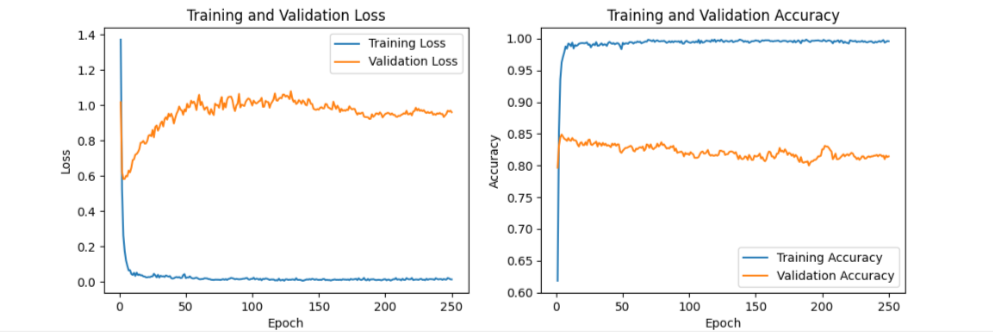 Training and Validation Loss
1.4
1.2
1.0
0.8
0.6
0.4
0.2
0.0
Loss
Training Loss
Validation Loss
0 50 100 150 200 250
Epoch
Training and Validation Accuracy
1.00
0.95
0.90
0.85
0.80
0.75
0.70
0.65
0.60
Accuracy
Training Accuracy
Validation Accuracy
0 50 100 150 200 250
Epoch